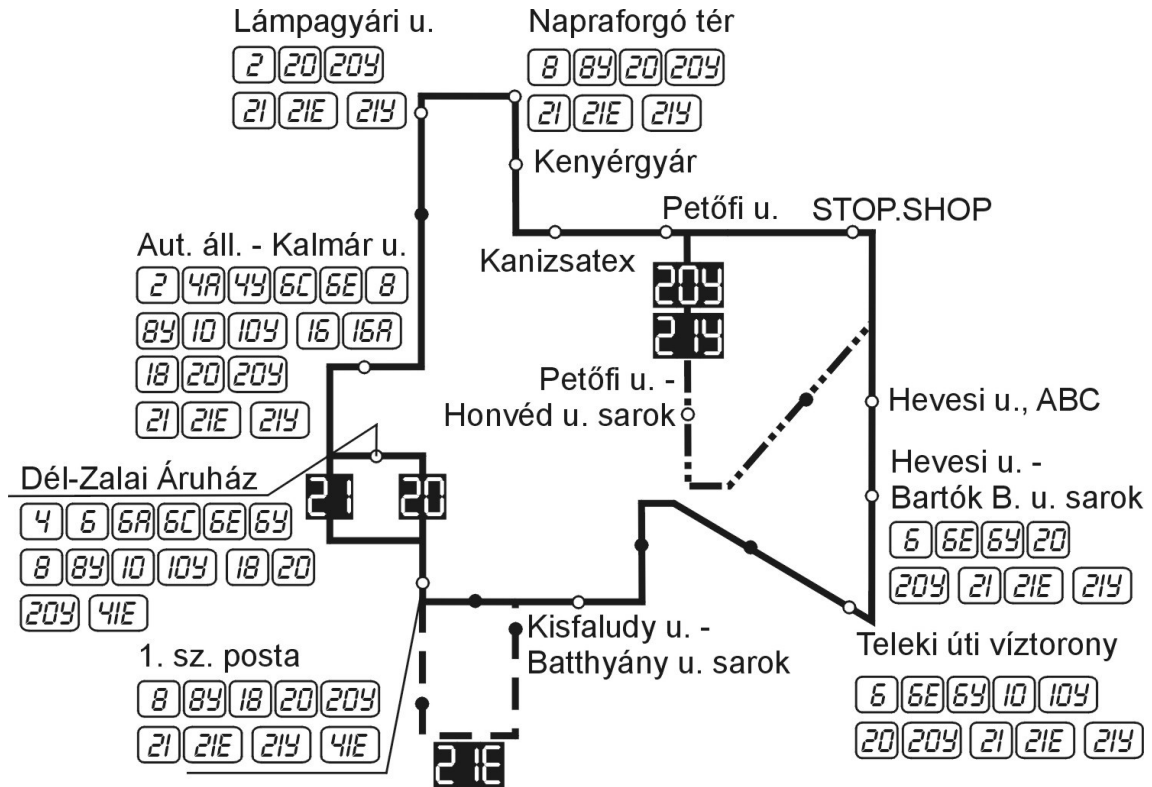 Lámpagyári u.
2 20 20Y
21 21E 21Y
Napraforgó tér
8 8Y 20 20Y
21 21E 21Y
Kenyérgyár
Petőfi u.
STOP.SHOP
Kanizsatex
Aut. áll. - Kalmár u.
2 4A 4Y 6C 6E 8
8Y 10 10Y 16 16A
18 20 20Y
21 21E 21Y
20Y
21Y
Petőfi u. -
Honvéd u. sarok
Hevesi u., ABC
Hevesi u. -
Bartók B. u. sarok
6 6E 6Y 20
20Y 21 21E 21Y
Dél-Zalai Áruház
4 6 6A 6C 6E 6Y
8 8Y 10 10Y 18 20
20Y 41E
21
20
Kisfaludy u. -
Batthyány u. sarok
Teleki úti víztorony
6 6E 6Y 10 10Y
20 20Y 21 21E 21Y
1. sz. posta
8 8Y 18 20 20Y
21 21E 21Y 41E
21E